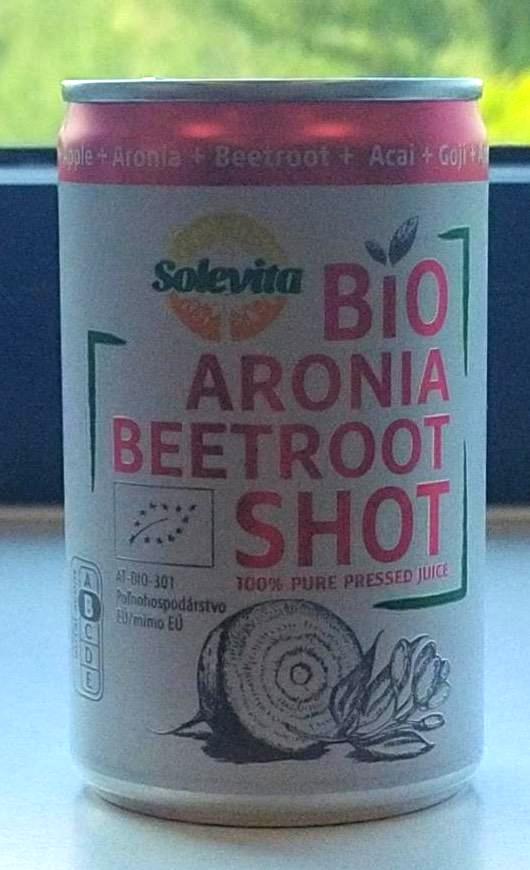 Apple + Aronia + Beetroot + Acai + Goji +
Solevita
BIO
ARONIA
BEETROOT
SHOT
100% PURE PRESSED JUICE
AT-BIO-301
Poľnohospodárstvo
EÚ/mimo EÚ
A
B
C
D
E